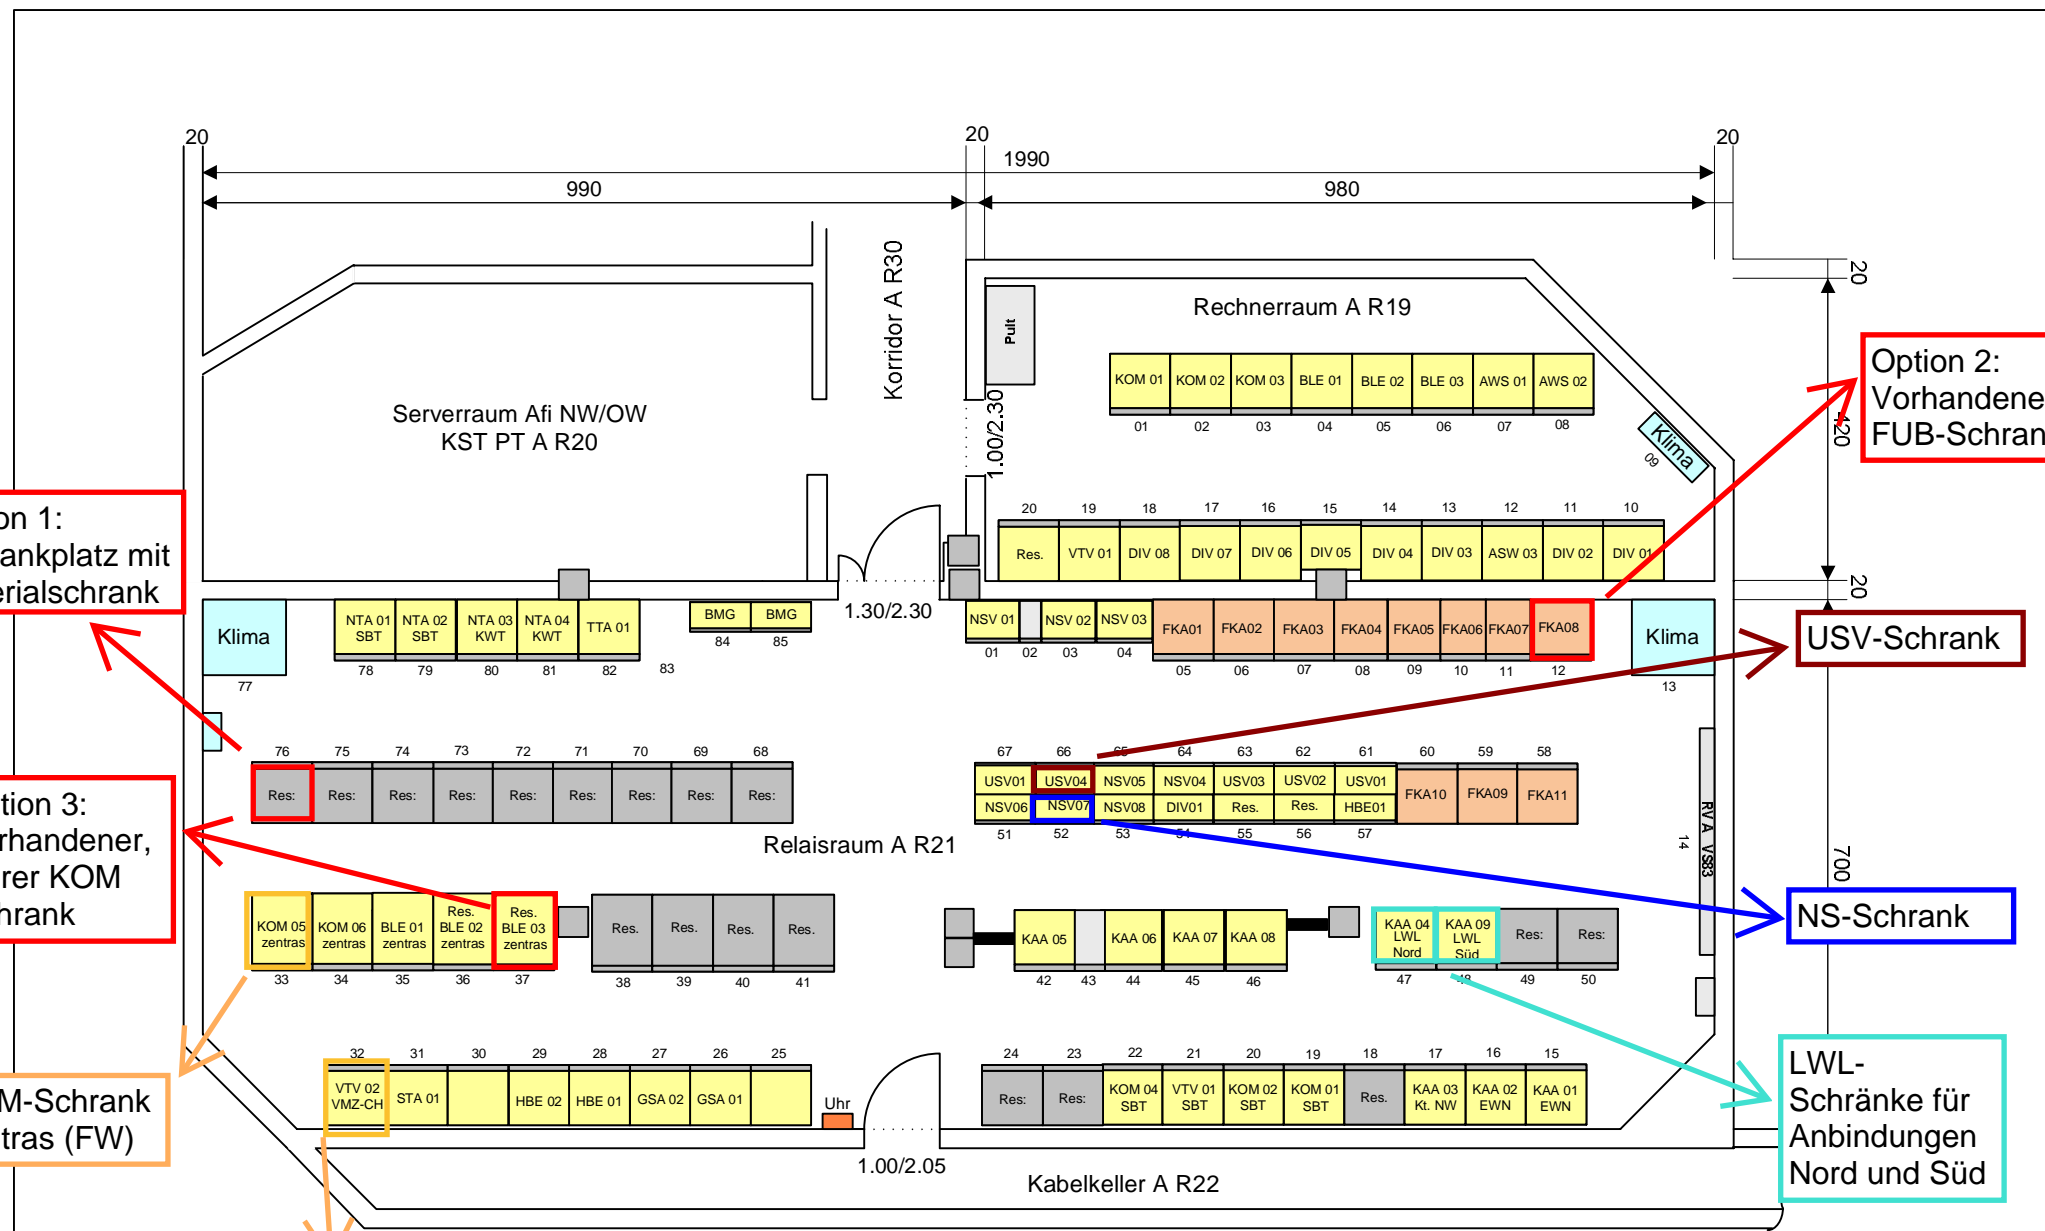 20
20
20
1990
990
980
Korridor A R30
Rechnerraum A R19
20
420
20
700
Pult
1.00/2.30
Serverraum Afi NW/OW
KST PT A R20
KOM 01
KOM 02
KOM 03
BLE 01
BLE 02
BLE 03
AWS 01
AWS 02
01
02
03
04
05
06
07
08
Klima
09
Option 2:
Vorhandene
FUB-Schran
20
19
18
17
16
15
14
13
12
11
10
Res.
VTV 01
DIV 08
DIV 07
DIV 06
DIV 05
DIV 04
DIV 03
ASW 03
DIV 02
DIV 01
on 1:
ankplatz mit
erialschrank
1.30/2.30
Klima
77
NTA 01
SBT
NTA 02
SBT
NTA 03
KWT
NTA 04
KWT
TTA 01
78
79
80
81
82
83
BMG
BMG
84
85
NSV 01
NSV 02
NSV 03
FKA01
FKA02
FKA03
FKA04
FKA05
FKA06
FKA07
FKA08
01
02
03
04
05
06
07
08
09
10
11
12
Klima
13
USV-Schrank
76
75
74
73
72
71
70
69
68
Res:
Res:
Res:
Res:
Res:
Res:
Res:
Res:
Res:
67
66
65
64
63
62
61
60
59
58
USV01
USV04
NSV05
NSV04
USV03
USV02
USV01
FKA10
FKA09
FKA11
NSV06
NSV07
NSV08
DIV01
Res.
Res.
HBE01
51
52
53
54
55
56
57
14
RV A VS83
Relaisraum A R21
tion 3:
rhandener,
rer KOM
hrank
NS-Schrank
KOM 05
zentras
KOM 06
zentras
BLE 01
zentras
Res.
BLE 02
zentras
Res.
BLE 03
zentras
33
34
35
36
37
Res.
Res.
Res.
Res.
38
39
40
41
KAA 05
KAA 06
KAA 07
KAA 08
42
43
44
45
46
KAA 04
LWL
Nord
KAA 09
LWL
Süd
Res:
Res:
47
48
49
50
32
31
30
29
28
27
26
25
VTV 02
VMZ-CH
STA 01
HBE 02
HBE 01
GSA 02
GSA 01
Uhr
24
23
22
21
20
19
18
17
16
15
Res:
Res:
KOM 04
SBT
VTV 01
SBT
KOM 02
SBT
KOM 01
SBT
Res.
KAA 03
Kt. NW
KAA 02
EWN
KAA 01
EWN
M-Schrank
tras (FW)
LWL-
Schränke für
Anbindungen
Nord und Süd
1.00/2.05
Kabelkeller A R22